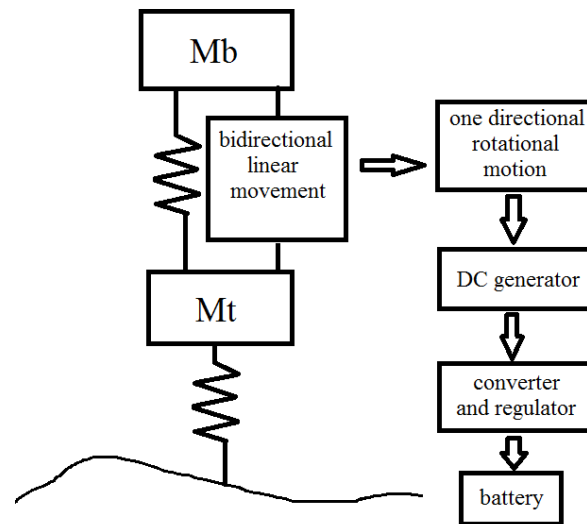 Mb
bidirectional
linear
movement
Mt
one directional
rotational
motion
DC generator
converter
and regulator
battery